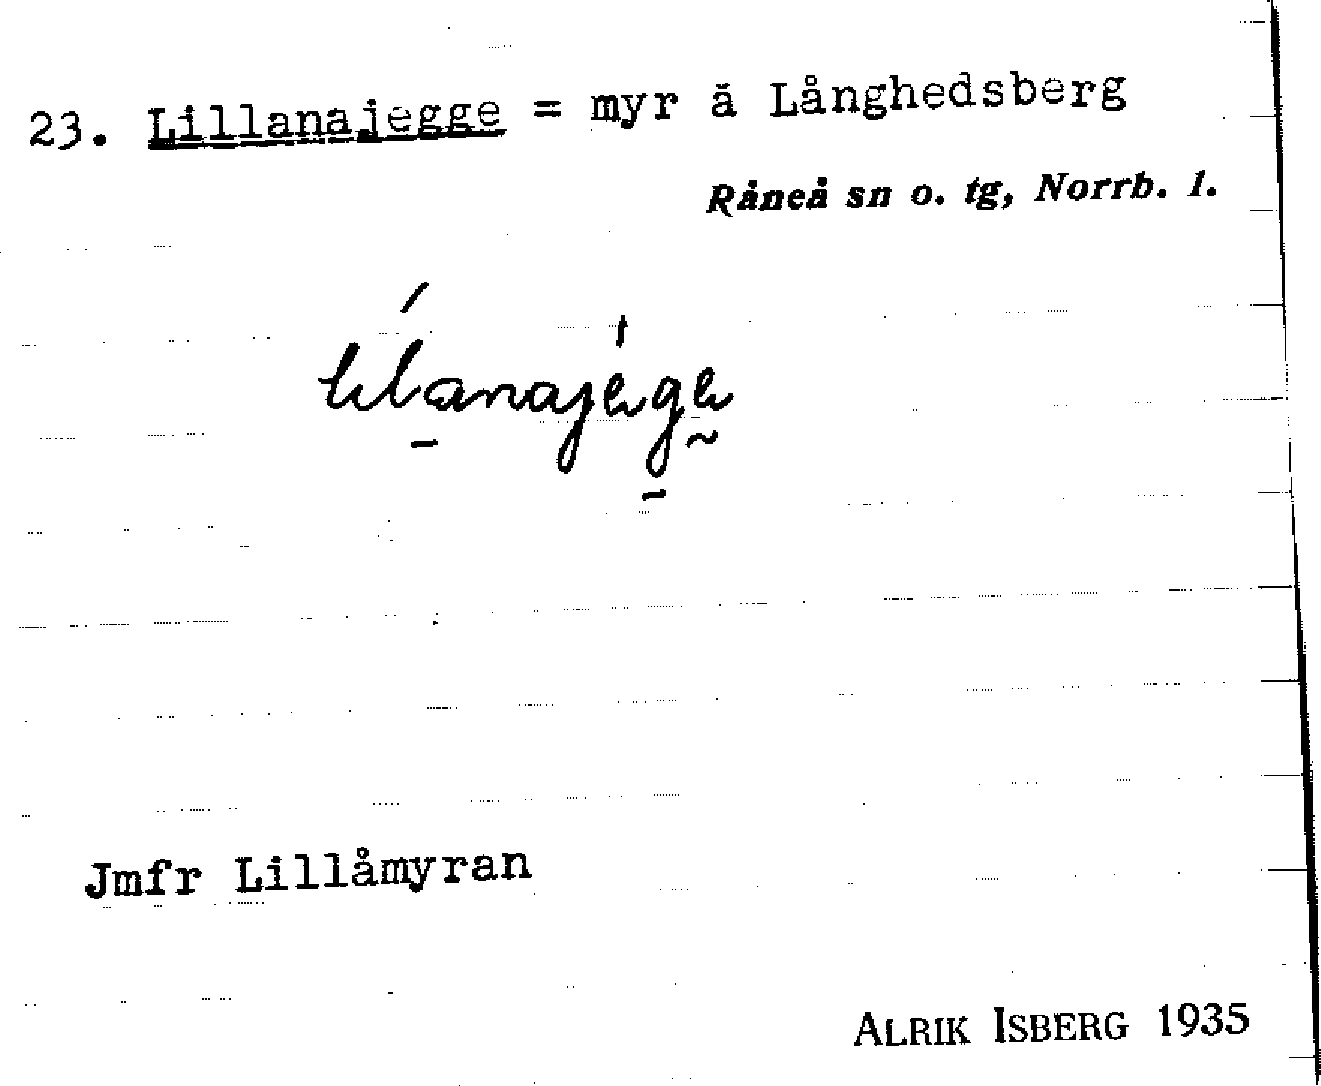 23. Lillanajegge = myr å Långhedsberg
Råneå sn o. tg, Norrb. l.
Jmfr Lillåmyran
ALRIK ISBERG 1935